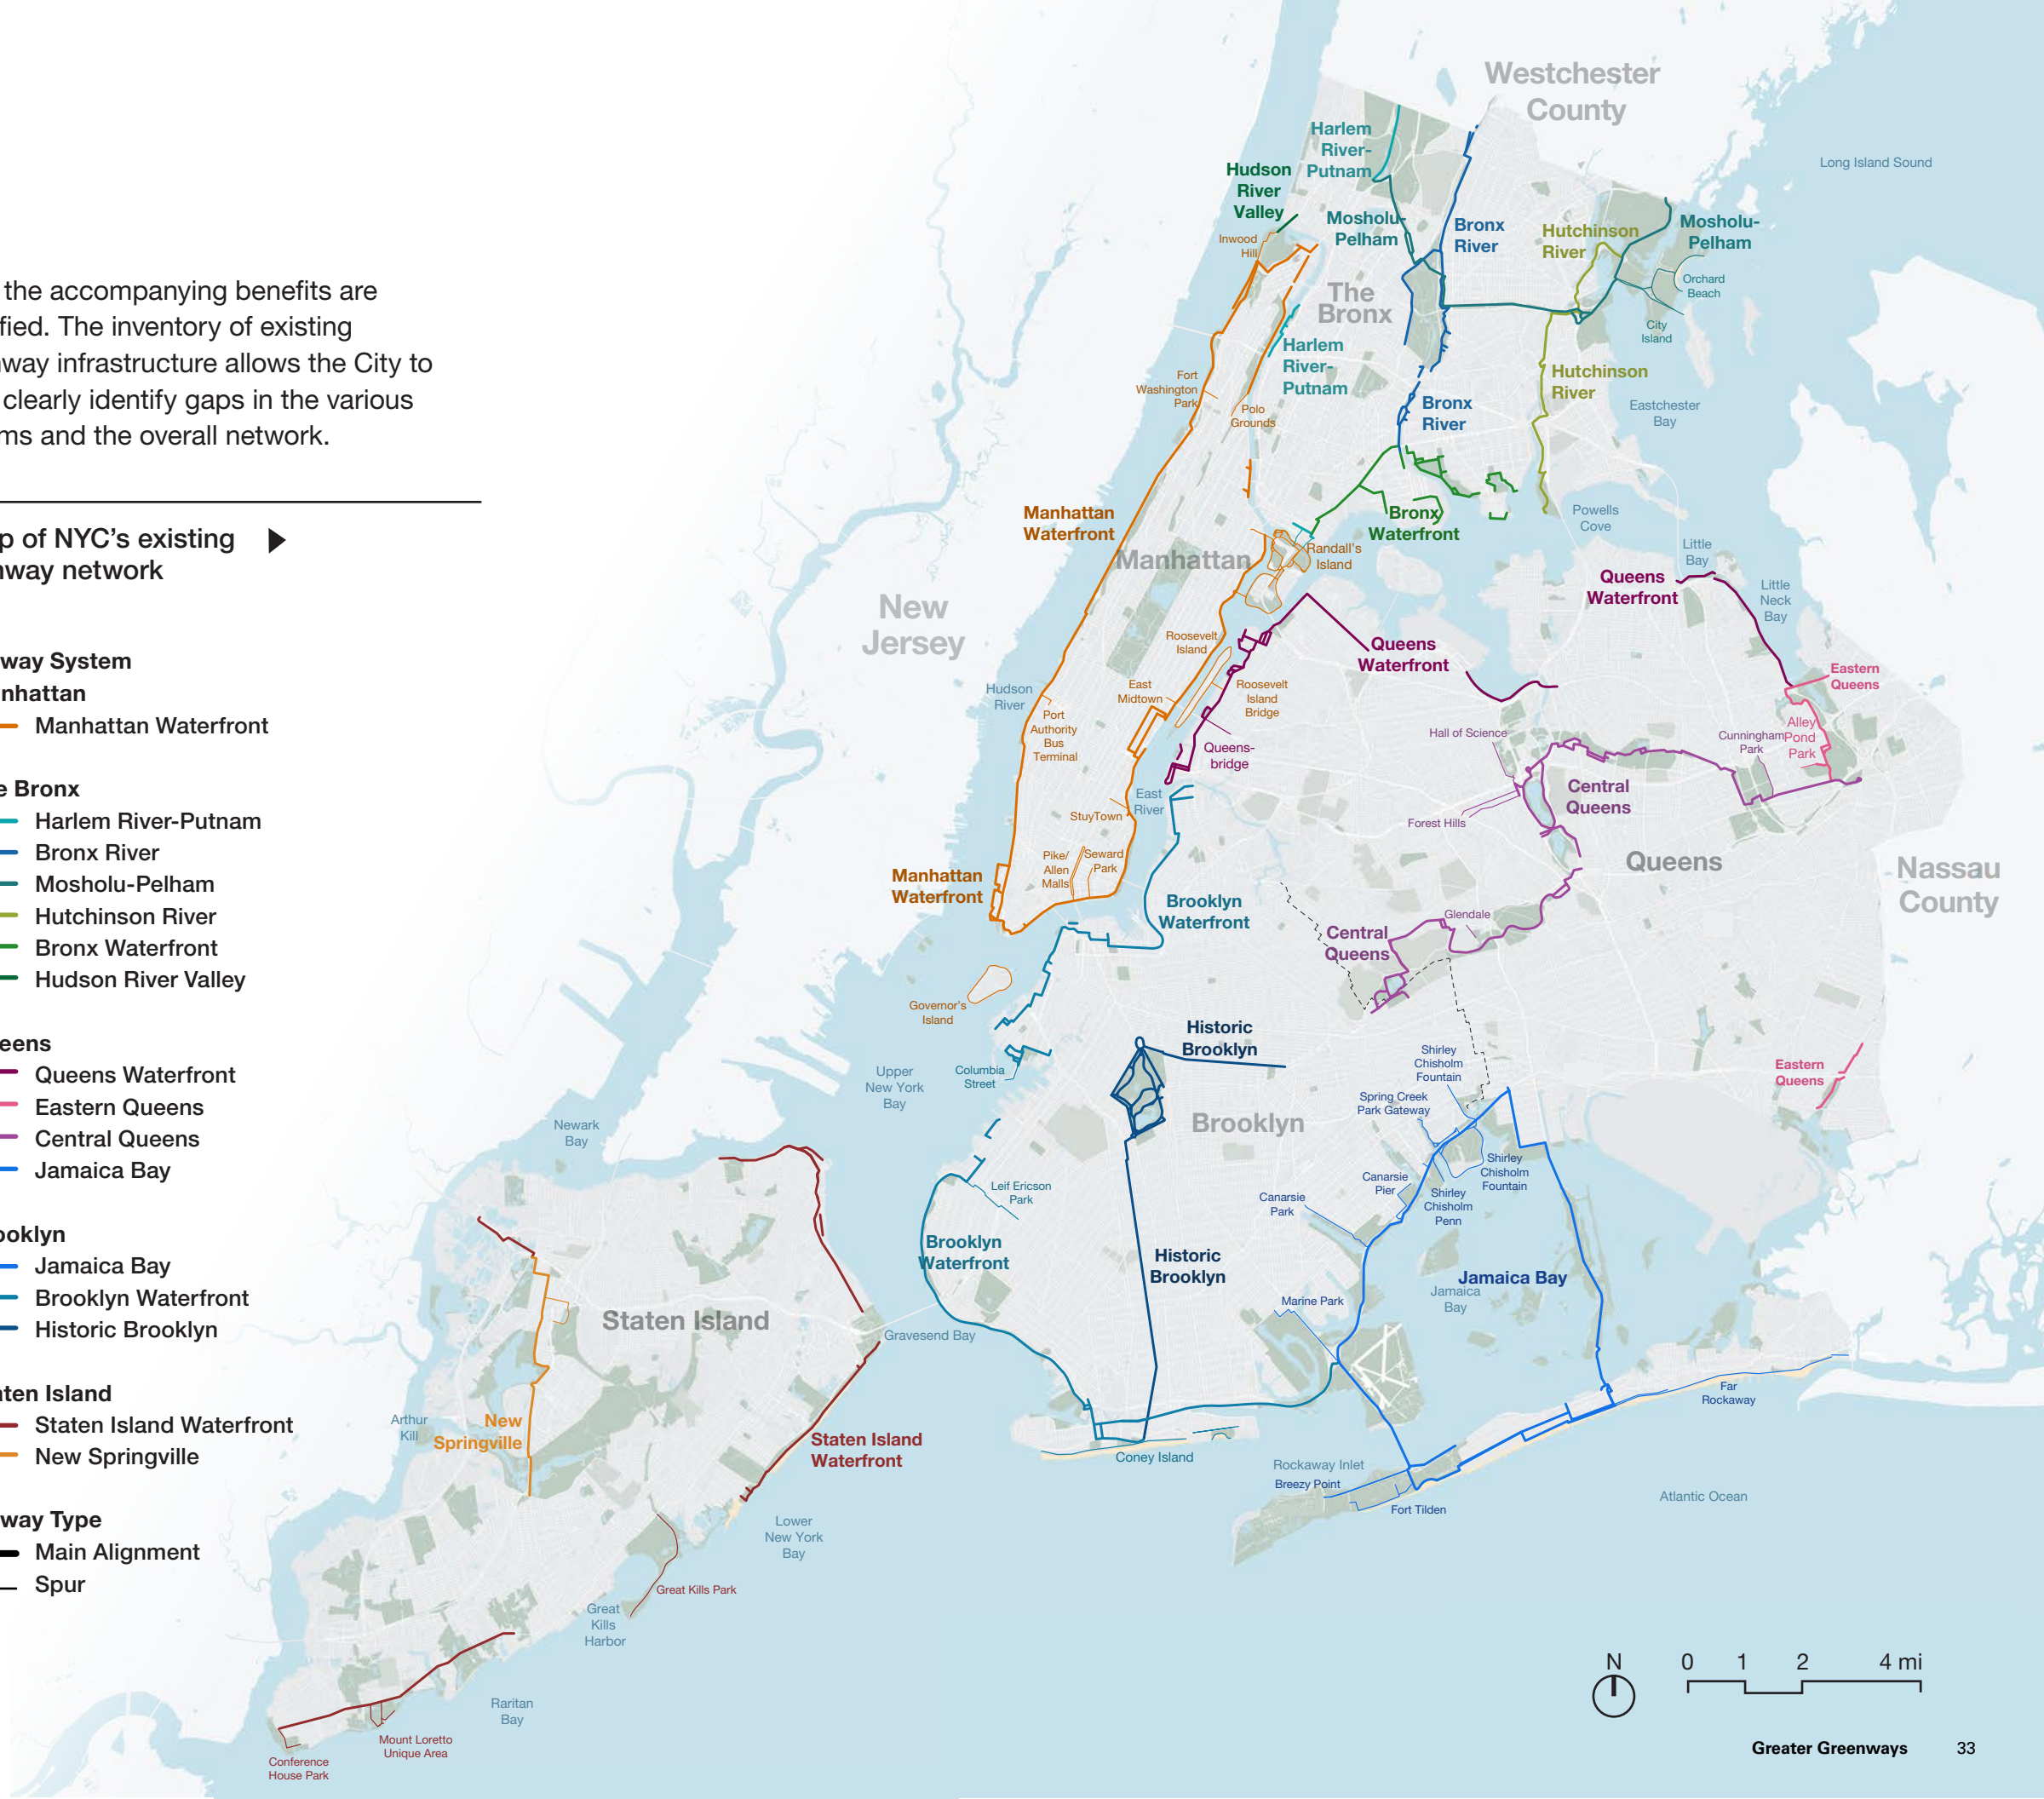 the accompanying benefits are
fied. The inventory of existing
way infrastructure allows the City to
clearly identify gaps in the various
ms and the overall network.
p of NYC's existing
nway network
way System
nhattan
Manhattan Waterfront
e Bronx
Harlem River-Putnam
Bronx River
Mosholu-Pelham
Hutchinson River
Bronx Waterfront
Hudson River Valley
eens
Queens Waterfront
Eastern Queens
Central Queens
Jamaica Bay
ooklyn
Jamaica Bay
Brooklyn Waterfront
Historic Brooklyn
ten Island
Staten Island Waterfront
New Springville
way Type
Main Alignment
Spur
Westchester
County
Long Island Sound
Harlem
River-
Putnam
Hudson
River
Valley
Mosholu-
Pelham
Bronx
River
Hutchinson
River
Mosholu-
Pelham
Inwood
Hill
Orchard
Beach
The
Bronx
City
Island
Harlem
River-
Putnam
Hutchinson
River
Fort
Washington
Park
Polo
Grounds
Bronx
River
Eastchester
Bay
Manhattan
Waterfront
Bronx
Waterfront
Powells
Cove
Manhattan
Randall's
Island
Little
Bay
Queens
Waterfront
Little
Neck
Bay
New
Jersey
Roosevelt
Island
Queens
Waterfront
Eastern
Queens
Hudson
River
East
Midtown
Roosevelt
Island
Bridge
Port
Authority
Bus
Terminal
Queens-
bridge
Hall of Science
Cunningham
Park
Alley
Pond
Park
East
River
StuyTown
Central
Queens
Forest Hills
Pike/
Allen
Malls
Seward
Park
Queens
Nassau
County
Manhattan
Waterfront
Brooklyn
Waterfront
Glendale
Central
Queens
Governor's
Island
Historic
Brooklyn
Shirley
Chisholm
Fountain
Eastern
Queens
Columbia
Street
Upper
New York
Bay
Spring Creek
Park Gateway
Brooklyn
Newark
Bay
Shirley
Chisholm
Fountain
Leif Ericson
Park
Canarsie
Pier
Shirley
Chisholm
Penn
Canarsie
Park
Brooklyn
Waterfront
Historic
Brooklyn
Jamaica Bay
Jamaica
Bay
Marine Park
Staten Island
Gravesend Bay
Far
Rockaway
Arthur
Kill
New
Springville
Staten Island
Waterfront
Coney Island
Rockaway Inlet
Breezy Point
Fort Tilden
Atlantic Ocean
Lower
New York
Bay
Great Kills Park
Great
Kills
Harbor
Raritan
Bay
Mount Loretto
Unique Area
Conference
House Park
N
0 1 2 4 mi
Greater Greenways 33